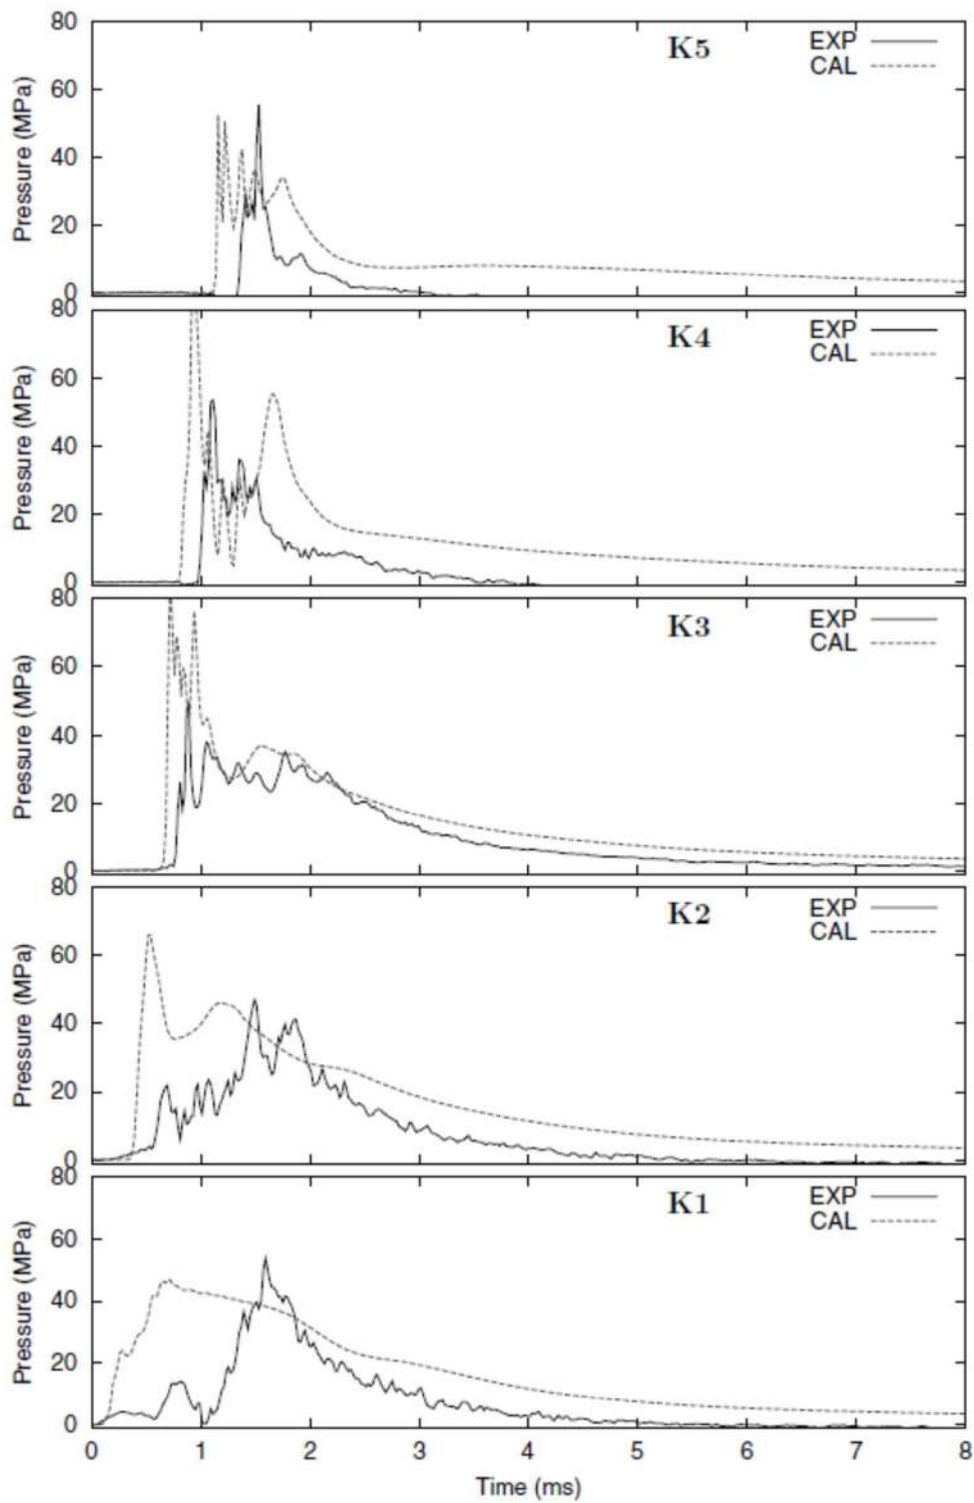 80
K5
EXP
CAL
60
40
20
0
Pressure (MPa)
80
K4
EXP
CAL
60
40
20
0
Pressure (MPa)
80
K3
EXP
CAL
60
40
20
0
Pressure (MPa)
80
K2
EXP
CAL
60
40
20
0
Pressure (MPa)
80
K1
EXP
CAL
60
40
20
0
Pressure (MPa)
0 1 2 3 4 5 6 7 8
Time (ms)